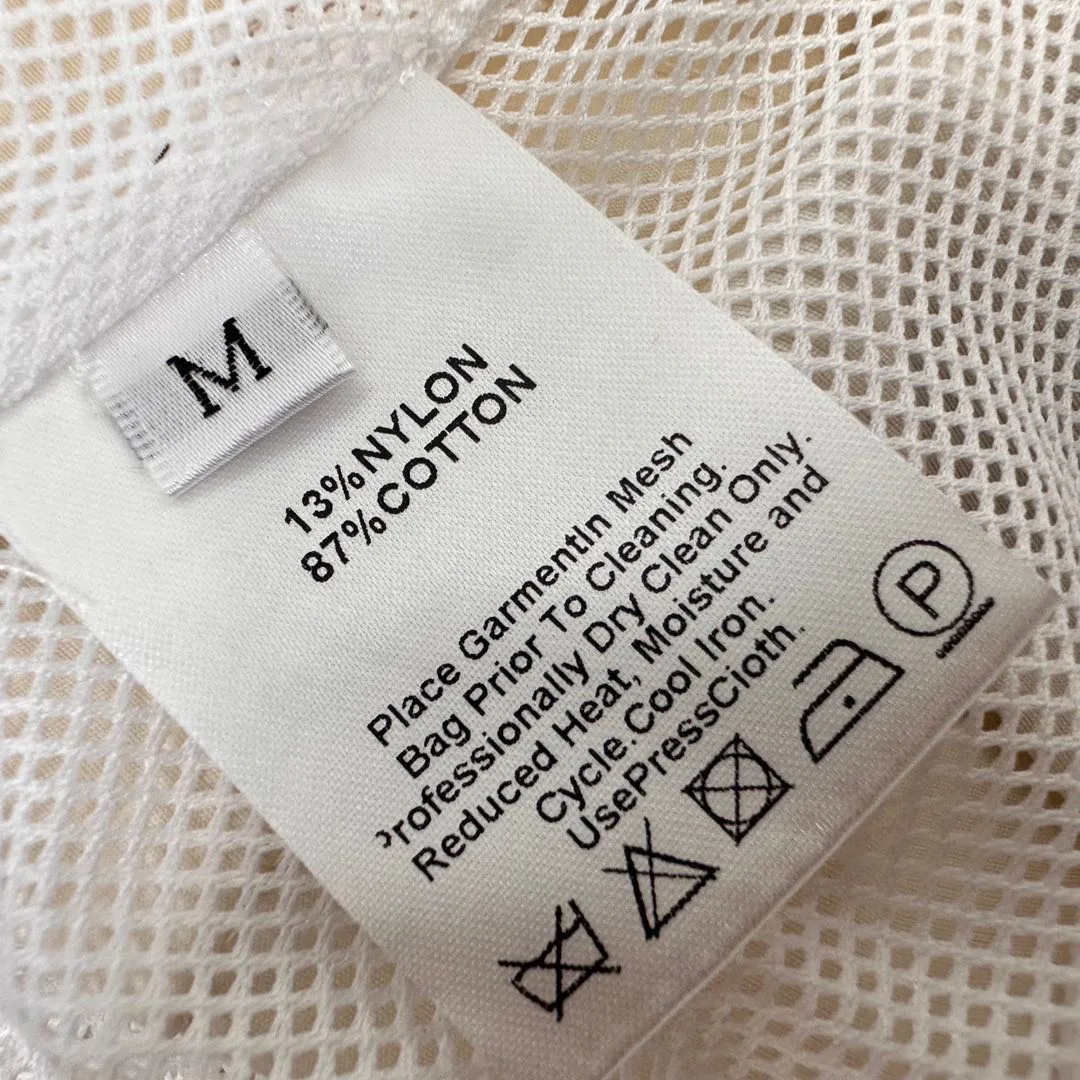 M
13%NYLON
87%COTTON
Place GarmentIn Mesh
Bag Prior To Cleaning.
Professionally Dry Clean Only.
Reduced Heat, Moisture and
Cycle.Cool Iron.
UsePressCloth.
P